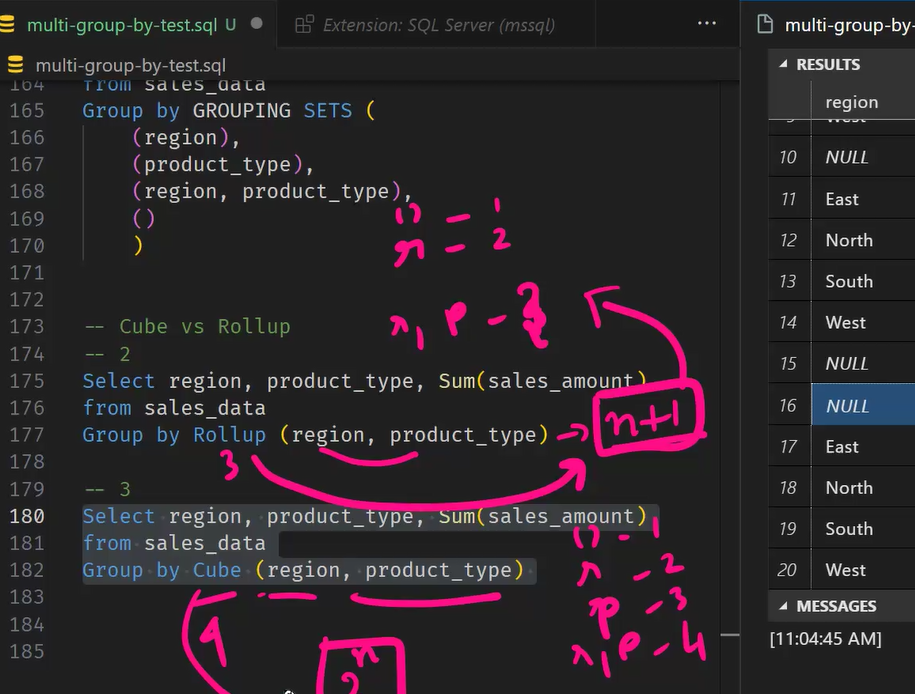 multi-group-by-test.sql U
Extension: SQL Server (mssql)
...
multi-group-by-
multi-group-by-test.sql
164 from sales_data
165 Group by GROUPING SETS (
166 (region),
167 (product_type),
168 (region, product_type),
169 ()
170 )
171
172
173 -- Cube vs Rollup
174 -- 2
175 Select region, product_type, Sum(sales_amount)
176 from sales_data
177 Group by Rollup (region, product_type)
178
179 -- 3
180 Select region, product_type, Sum(sales_amount)
181 from sales_data
182 Group by Cube (region, product_type)
183
184
185
() - 1
r - 2
r, p - 3
n+1
3
() - 1
r - 2
p - 3
r, p - 4
4
2^n
RESULTS
region
9 West
10 NULL
11 East
12 North
13 South
14 West
15 NULL
16 NULL
17 East
18 North
19 South
20 West
MESSAGES
[11:04:45 AM]